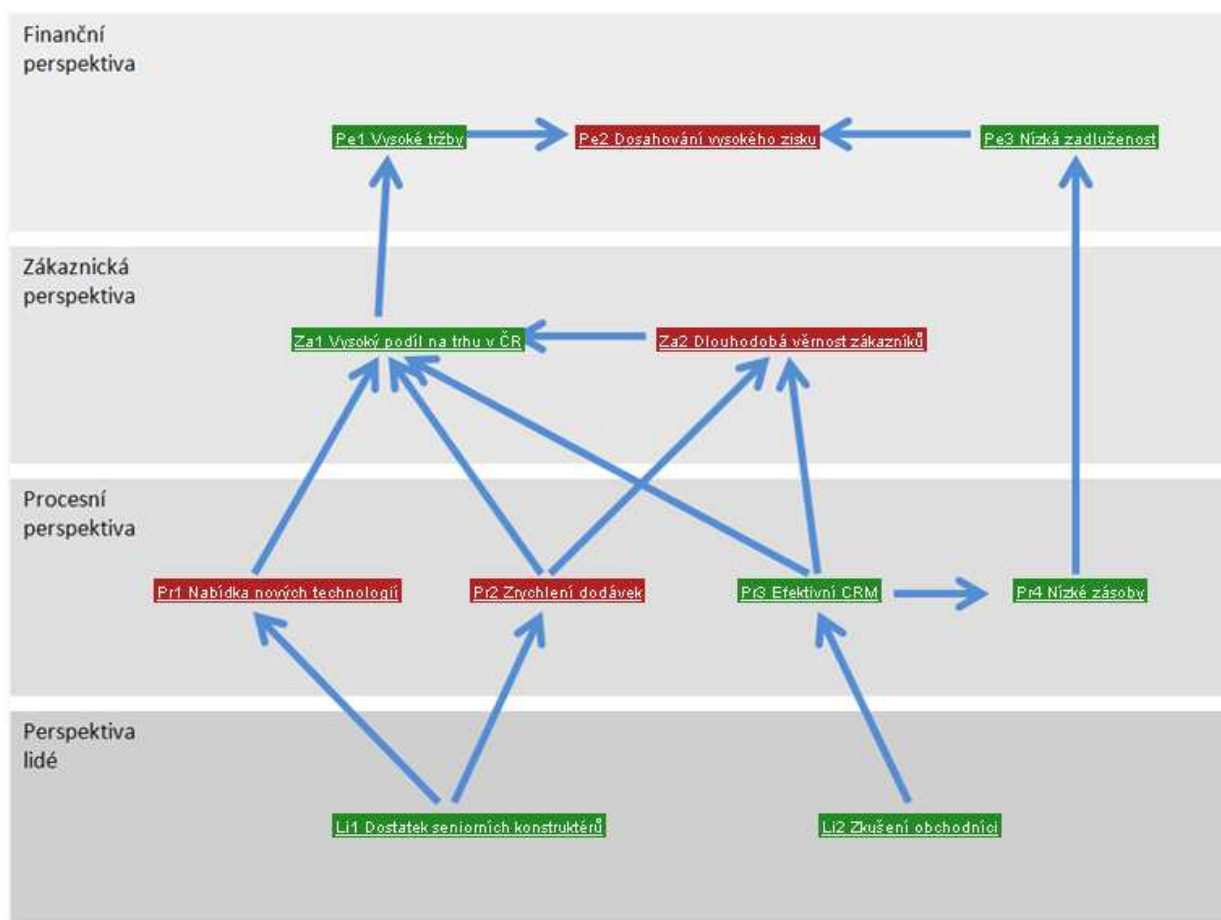 Finanční
perspektiva
Pe1 Vysoké tržby
Pe2 Dosahování vysokého zisku
Pe3 Nízká zadluženost
Zákaznická
perspektiva
Za1 Vysoký podíl na trhu v ČR
Za2 Dlouhodobá věrnost zákazníků
Procesní
perspektiva
Pr1 Nabídka nových technologií
Pr2 Zrychlení dodávek
Pr3 Efektivní CRM
Pr4 Nízké zásoby
Perspektiva
lidé
Li1 Dostatek seniorních konstruktérů
Li2 Zkušení obchodníci